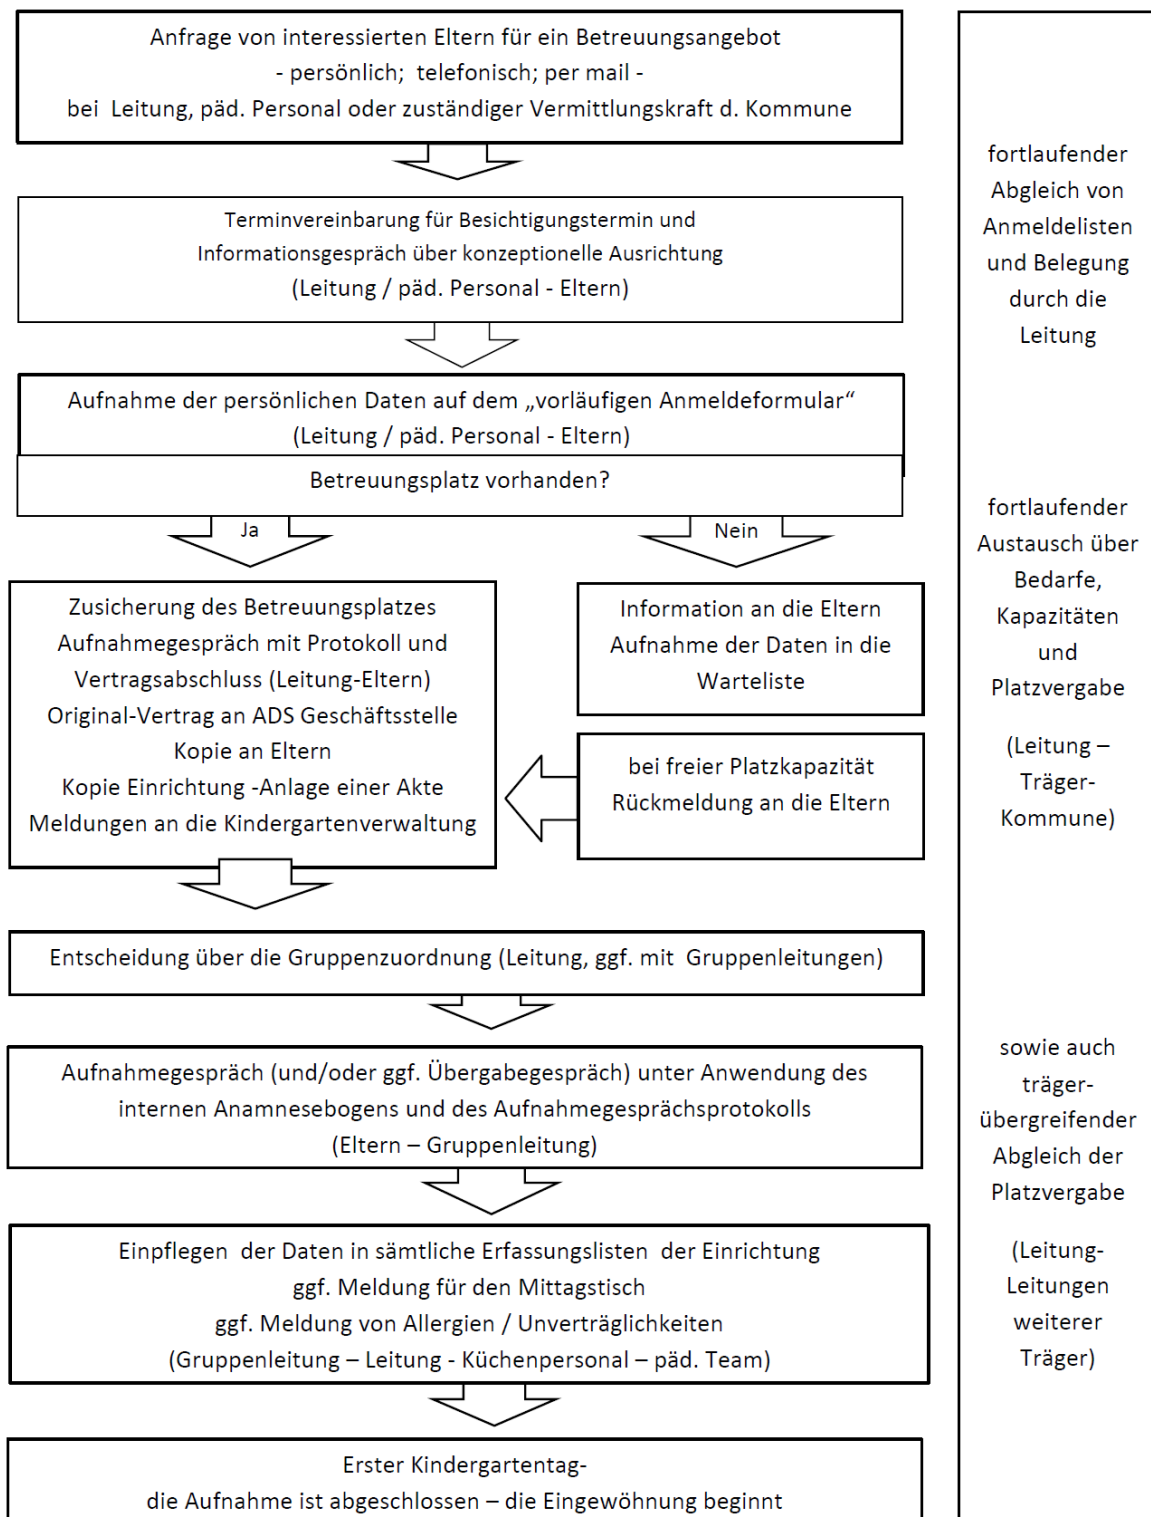 Anfrage von interessierten Eltern für ein Betreuungsangebot
- persönlich; telefonisch; per mail -
bei Leitung, päd. Personal oder zuständiger Vermittlungskraft d. Kommune
Terminvereinbarung für Besichtigungstermin und
Informationsgespräch über konzeptionelle Ausrichtung
(Leitung / päd. Personal - Eltern)
Aufnahme der persönlichen Daten auf dem „vorläufigen Anmeldeformular“
(Leitung / päd. Personal - Eltern)
Betreuungsplatz vorhanden?
Ja
Nein
Zusicherung des Betreuungsplatzes
Aufnahmegespräch mit Protokoll und
Vertragsabschluss (Leitung-Eltern)
Original-Vertrag an ADS Geschäftsstelle
Kopie an Eltern
Kopie Einrichtung -Anlage einer Akte
Meldungen an die Kindergartenverwaltung
Information an die Eltern
Aufnahme der Daten in die
Warteliste
bei freier Platzkapazität
Rückmeldung an die Eltern
Entscheidung über die Gruppenzuordnung (Leitung, ggf. mit Gruppenleitungen)
Aufnahmegespräch (und/oder ggf. Übergabegespräch) unter Anwendung des
internen Anamnesebogens und des Aufnahmegesprächsprotokolls
(Eltern – Gruppenleitung)
Einpflegen der Daten in sämtliche Erfassungslisten der Einrichtung
ggf. Meldung für den Mittagstisch
ggf. Meldung von Allergien / Unverträglichkeiten
(Gruppenleitung – Leitung - Küchenpersonal – päd. Team)
Erster Kindergartentag-
die Aufnahme ist abgeschlossen – die Eingewöhnung beginnt
fortlaufender
Abgleich von
Anmeldelisten
und Belegung
durch die
Leitung
fortlaufender
Austausch über
Bedarfe,
Kapazitäten
und
Platzvergabe
(Leitung –
Träger-
Kommune)
sowie auch
träger-
übergreifender
Abgleich der
Platzvergabe
(Leitung-
Leitungen
weiterer
Träger)